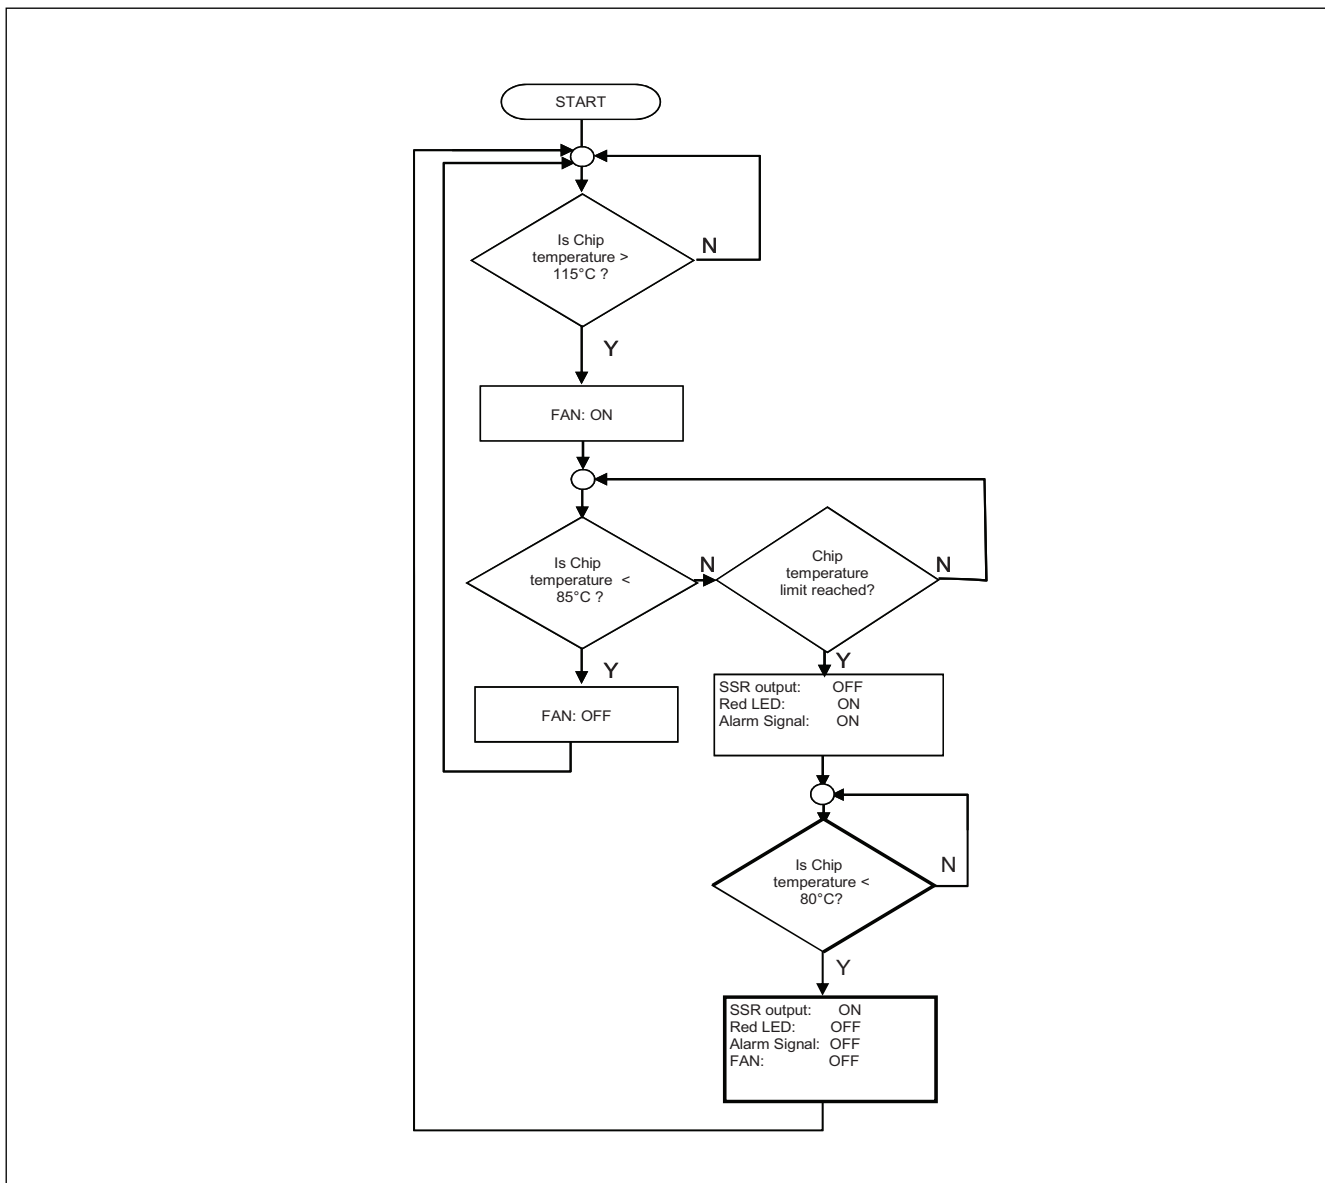 START
Is Chip
temperature >
115°C ?
N
Y
FAN: ON
Is Chip
temperature <
85°C ?
N
Chip
temperature
limit reached?
N
Y
Y
FAN: OFF
SSR output: OFF
Red LED: ON
Alarm Signal: ON
Is Chip
temperature <
80°C?
N
Y
SSR output: ON
Red LED: OFF
Alarm Signal: OFF
FAN: OFF